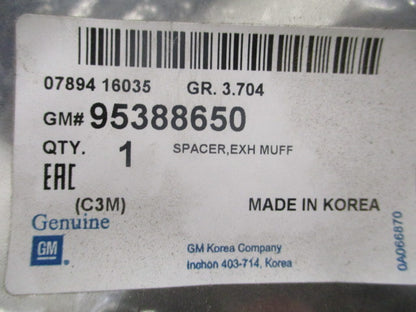 07894 16035 GR. 3.704
GM# 95388650
QTY. 1 SPACER,EXH MUFF
EAC
(C3M) MADE IN KOREA
Genuine
GM
GM Korea Company
Inchon 403-714, Korea
0A066870